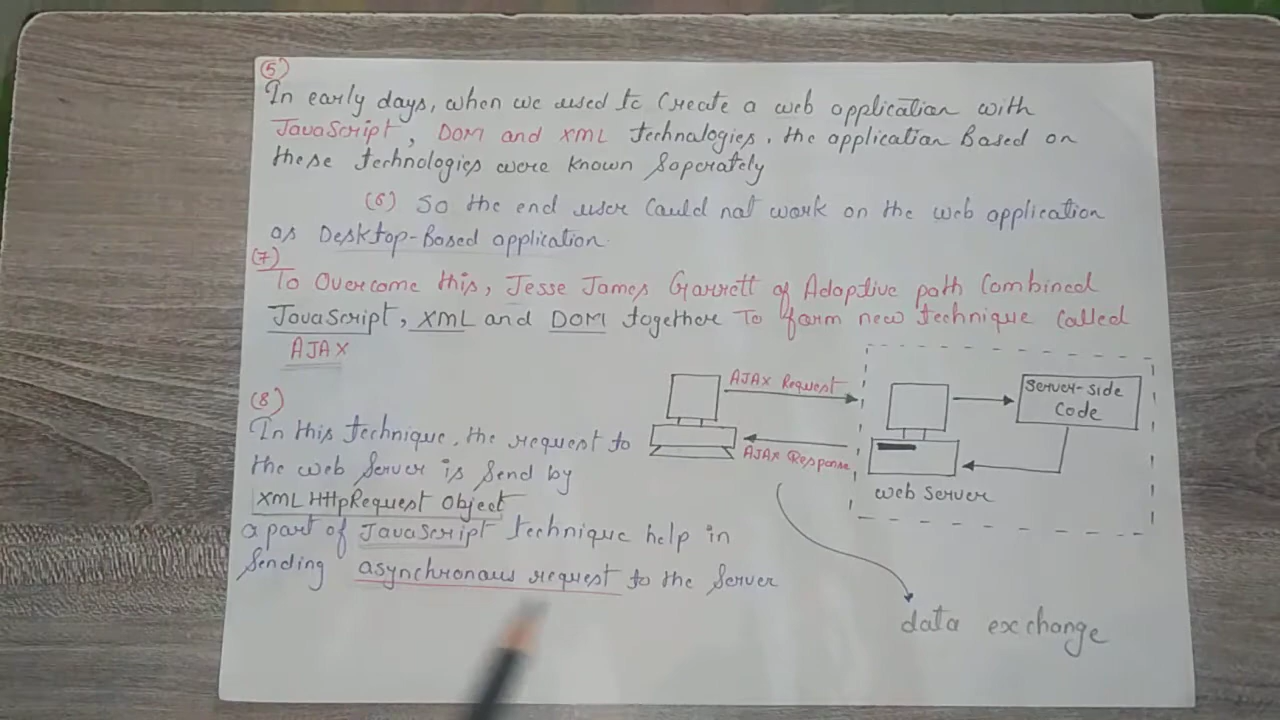 (5)
In early days, when we used to Create a web application with
JavaScript, DOM and XML technalogies, the application Based on
these technologies were known Saperately
(6) So the end user Cauld nat work on the web application
as Desktop-Based application.
(7)
To Overcome this, Jesse James Garrett of Adaptive path Combined
JavaScript, XML and DOM together To form new technique called
AJAX
(8)
In this technique, the request to
the web Server is Send by
XML HttpRequest Object
a part of JavaScript technique help in
Sending asynchronaus request to the Server
AJAX Request
AJAX Response
Server-side
Code
web server
data exchange